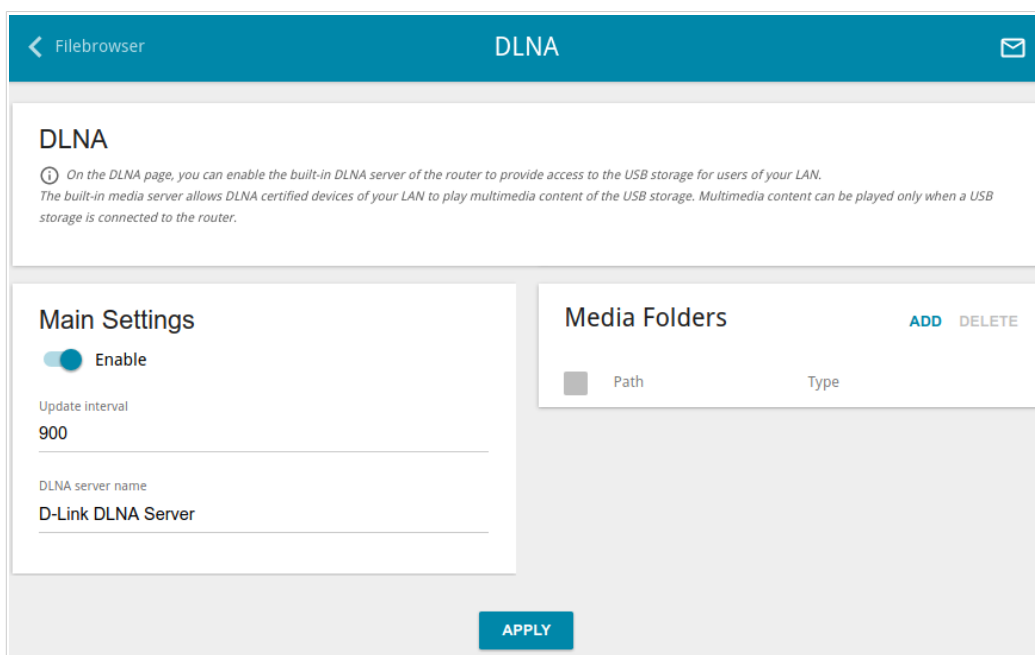 Filebrowser
DLNA
DLNA
On the DLNA page, you can enable the built-in DLNA server of the router to provide access to the USB storage for users of your LAN.
The built-in media server allows DLNA certified devices of your LAN to play multimedia content of the USB storage. Multimedia content can be played only when a USB
storage is connected to the router.
Main Settings
Enable
Update interval
900
DLNA server name
D-Link DLNA Server
Media Folders
ADD DELETE
Path Type
APPLY